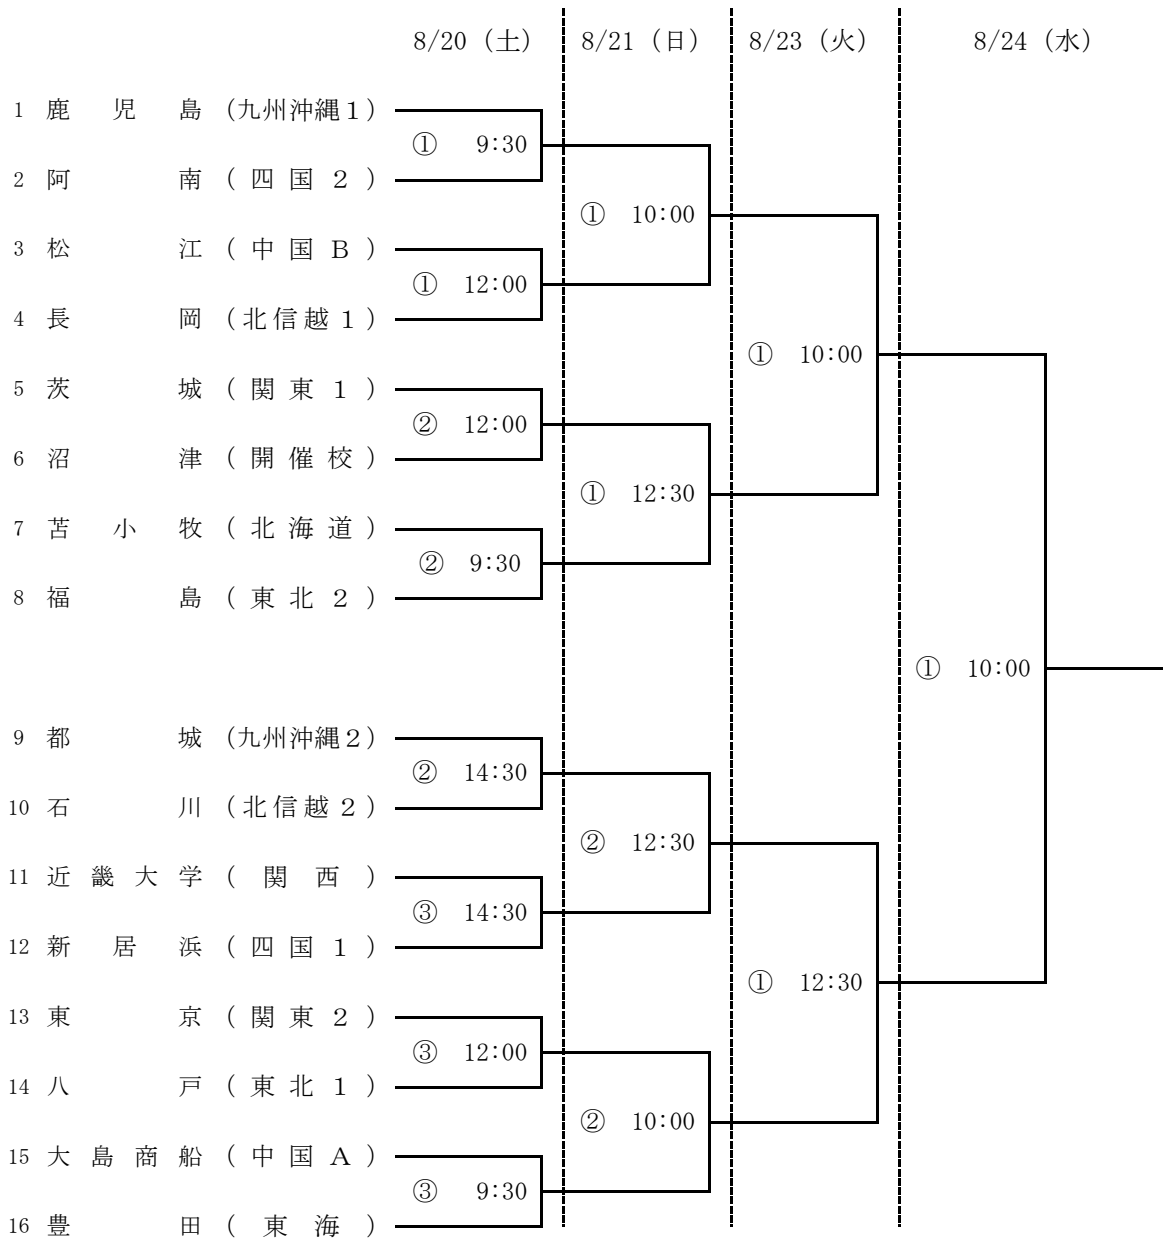 8/20（土） 8/21（日） 8/23（火） 8/24（水）
1 鹿児島（九州沖縄１）
① 9:30
2 阿南（四国２）
① 10:00
3 松江（中国Ｂ）
① 12:00
4 長岡（北信越１）
① 10:00
5 茨城（関東１）
② 12:00
6 沼津（開催校）
① 12:30
7 苫小牧（北海道）
② 9:30
8 福島（東北２）
① 10:00
9 都城（九州沖縄２）
② 14:30
10 石川（北信越２）
② 12:30
11 近畿大学（関西）
③ 14:30
12 新居浜（四国１）
① 12:30
13 東京（関東２）
③ 12:00
14 八戸（東北１）
② 10:00
15 大島商船（中国Ａ）
③ 9:30
16 豊田（東海）